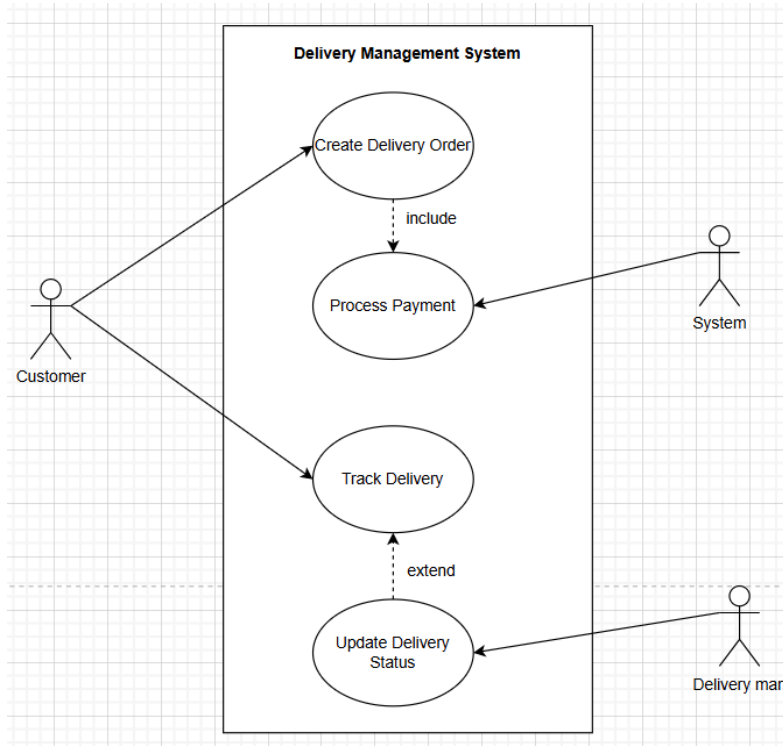 Delivery Management System
Create Delivery Order
include
Process Payment
System
Customer
Track Delivery
extend
Update Delivery
Status
Delivery man